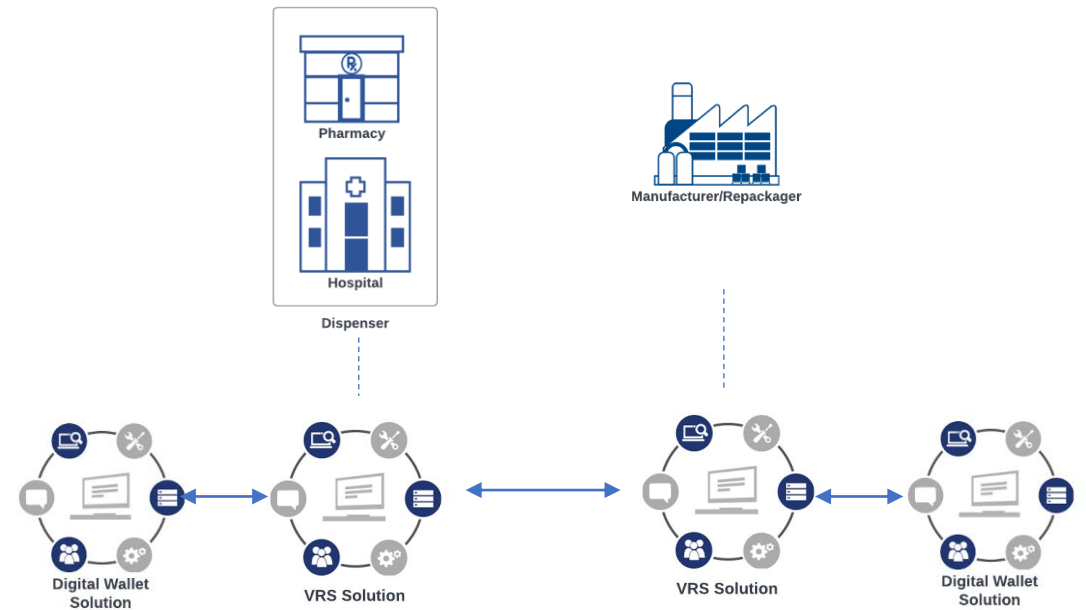 ℞
Pharmacy
Hospital
Dispenser
Manufacturer/Repackager
Digital Wallet
Solution
VRS Solution
VRS Solution
Digital Wallet
Solution